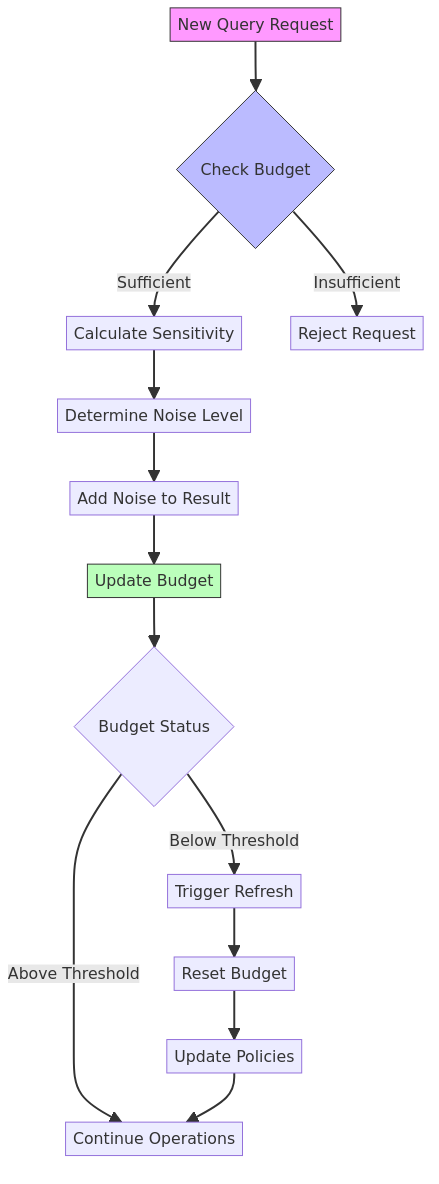 New Query Request
Check Budget
Sufficient
Insufficient
Calculate Sensitivity
Reject Request
Determine Noise Level
Add Noise to Result
Update Budget
Budget Status
Below Threshold
Trigger Refresh
Above Threshold
Reset Budget
Update Policies
Continue Operations